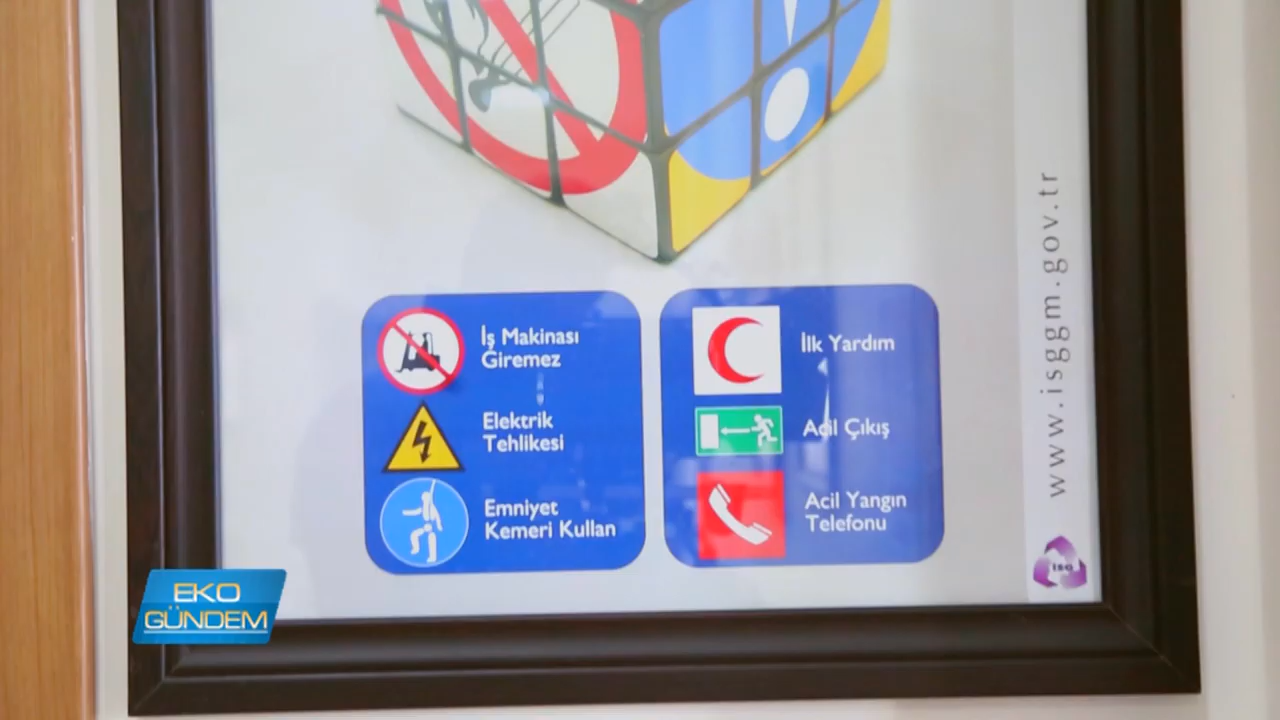 İş Makinası
Giremez
Elektrik
Tehlikesi
Emniyet
Kemeri Kullan
İlk Yardım
Acil Çıkış
Acil Yangın
Telefonu
www.isggm.gov.tr
ISG
EKO
GÜNDEM